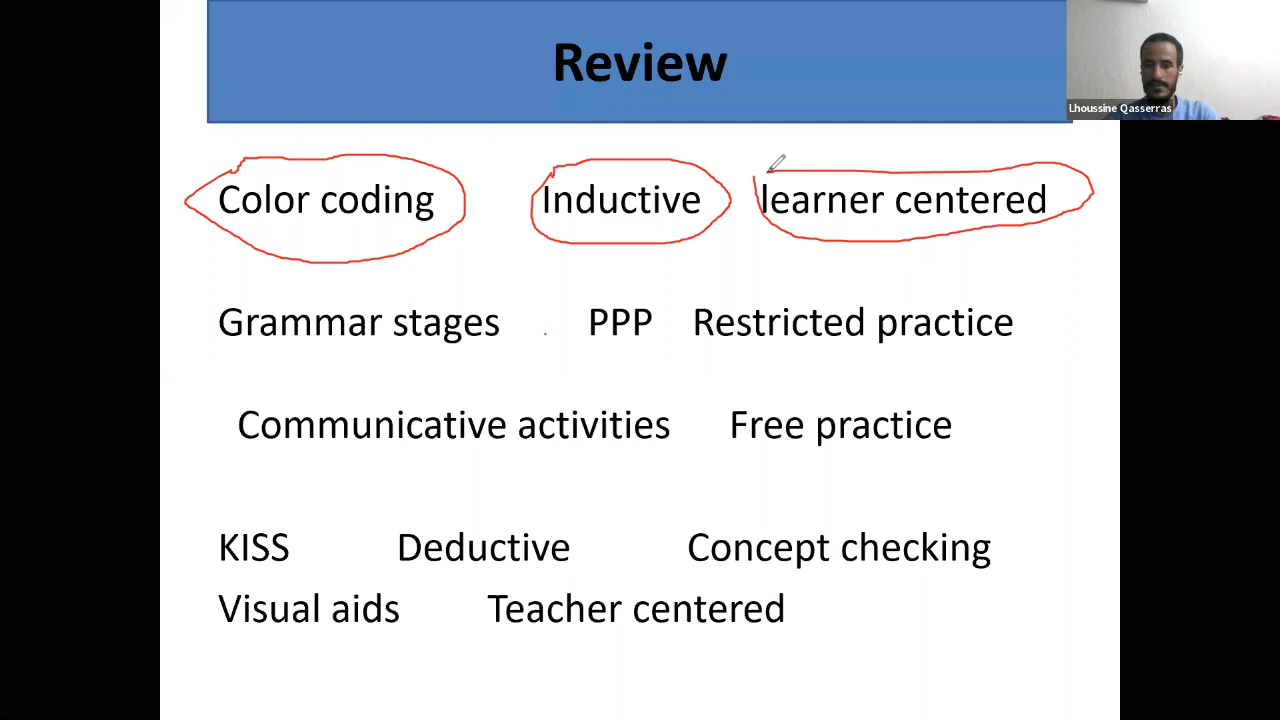 Review
Lhoussine Qasserras
Color coding Inductive learner centered
Grammar stages PPP Restricted practice
Communicative activities Free practice
KISS Deductive Concept checking
Visual aids Teacher centered